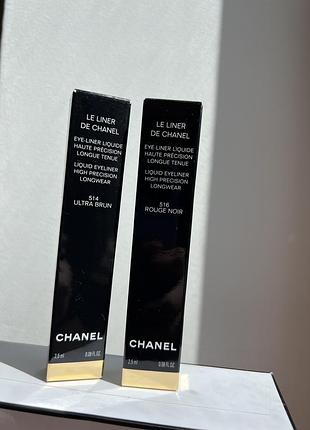 LE LINER
DE CHANEL
EYE-LINER LIQUIDE
HAUTE PRÉCISION
LONGUE TENUE
LIQUID EYELINER
HIGH PRECISION
LONGWEAR
514
ULTRA BRUN
CHANEL
2.5 ml 0.08 FL. OZ.
LE LINER
DE CHANEL
EYE-LINER LIQUIDE
HAUTE PRÉCISION
LONGUE TENUE
LIQUID EYELINER
HIGH PRECISION
LONGWEAR
516
ROUGE NOIR
CHANEL
2.5 ml 0.08 FL. OZ.